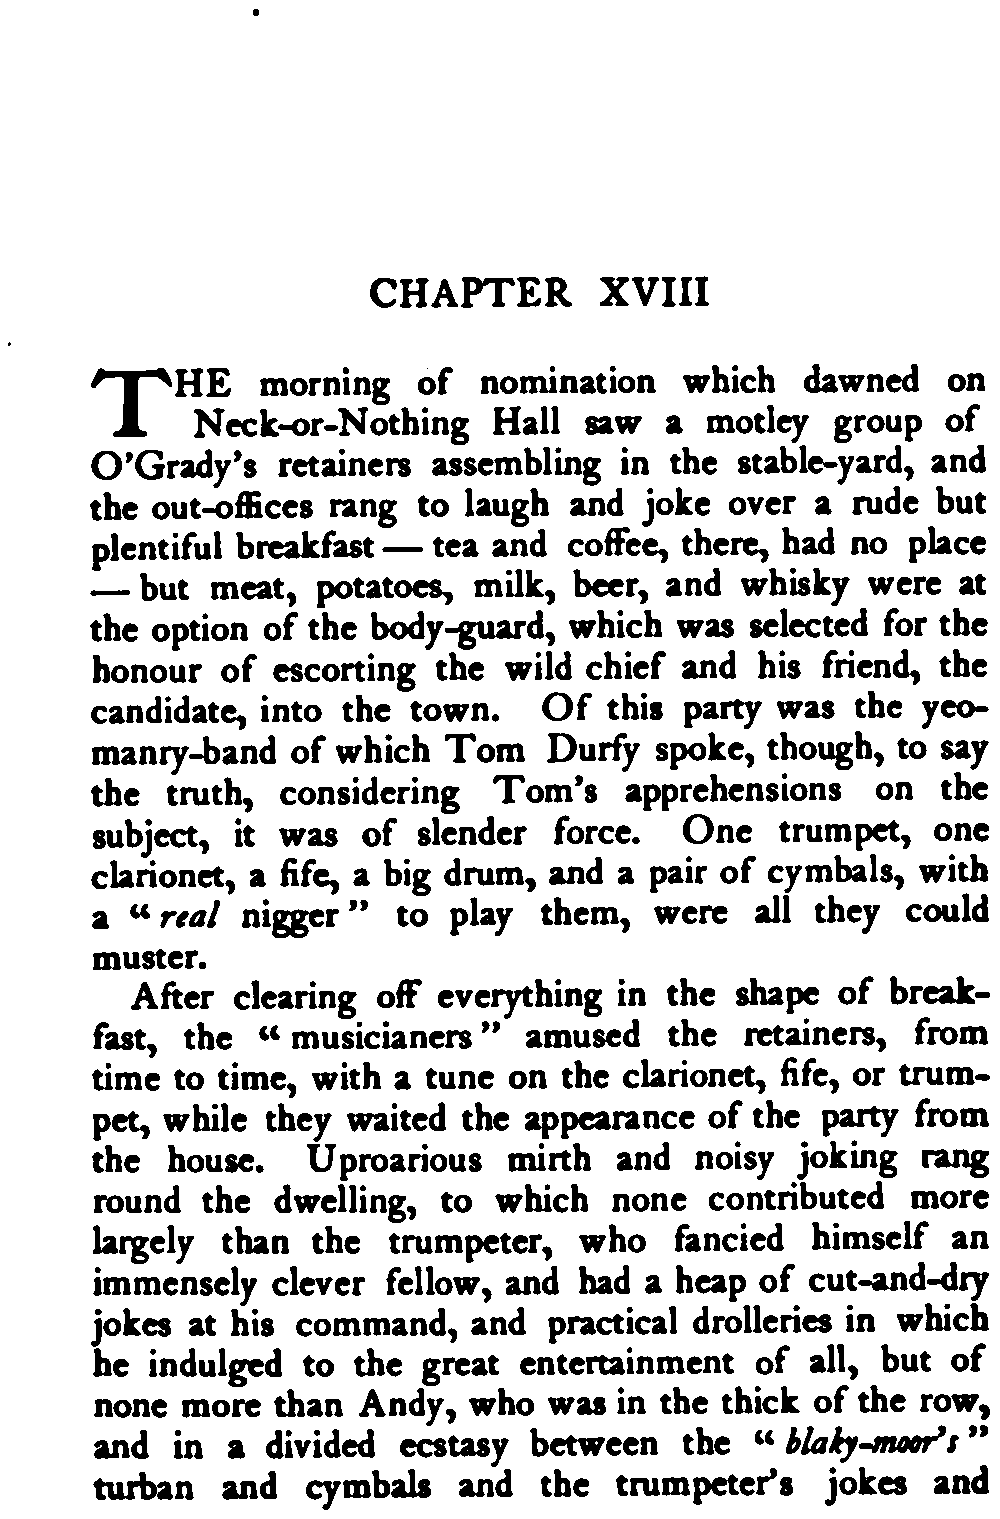 CHAPTER XVIII
THE morning of nomination which dawned on
Neck-or-Nothing Hall saw a motley group of
O'Grady's retainers assembling in the stable-yard, and
the out-offices rang to laugh and joke over a rude but
plentiful breakfast — tea and coffee, there, had no place
— but meat, potatoes, milk, beer, and whisky were at
the option of the body-guard, which was selected for the
honour of escorting the wild chief and his friend, the
candidate, into the town. Of this party was the yeo-
manry-band of which Tom Durfy spoke, though, to say
the truth, considering Tom's apprehensions on the
subject, it was of slender force. One trumpet, one
clarionet, a fife, a big drum, and a pair of cymbals, with
a "real nigger" to play them, were all they could
muster.
After clearing off everything in the shape of break-
fast, the "musicianers" amused the retainers, from
time to time, with a tune on the clarionet, fife, or trum-
pet, while they waited the appearance of the party from
the house. Uproarious mirth and noisy joking rang
round the dwelling, to which none contributed more
largely than the trumpeter, who fancied himself an
immensely clever fellow, and had a heap of cut-and-dry
jokes at his command, and practical drolleries in which
he indulged to the great entertainment of all, but of
none more than Andy, who was in the thick of the row,
and in a divided ecstasy between the "blaky-moor's"
turban and cymbals and the trumpeter's jokes and